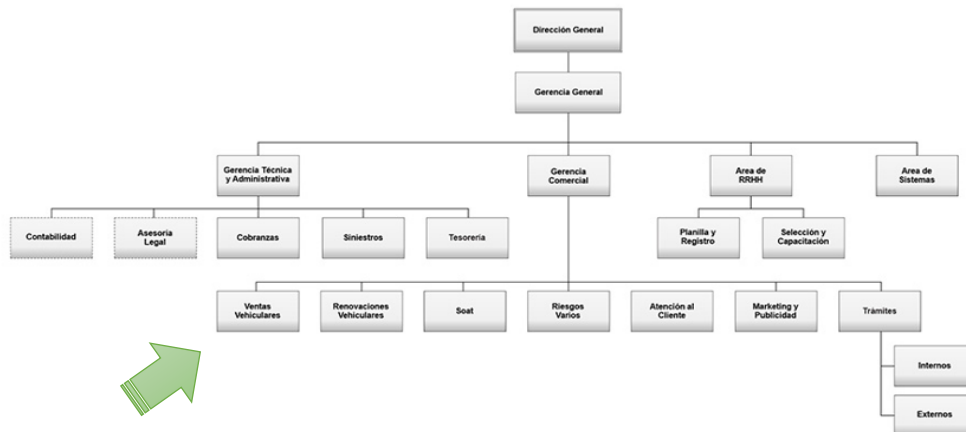 Dirección General
Gerencia General
Gerencia Técnica
y Administrativa
Gerencia
Comercial
Area de
RRHH
Area de
Sistemas
Contabilidad
Asesoría
Legal
Cobranzas
Siniestros
Tesorería
Planilla y
Registro
Selección y
Capacitación
Ventas
Vehiculares
Renovaciones
Vehiculares
Soat
Riesgos
Varios
Atención al
Cliente
Marketing y
Publicidad
Trámites
Internos
Externos